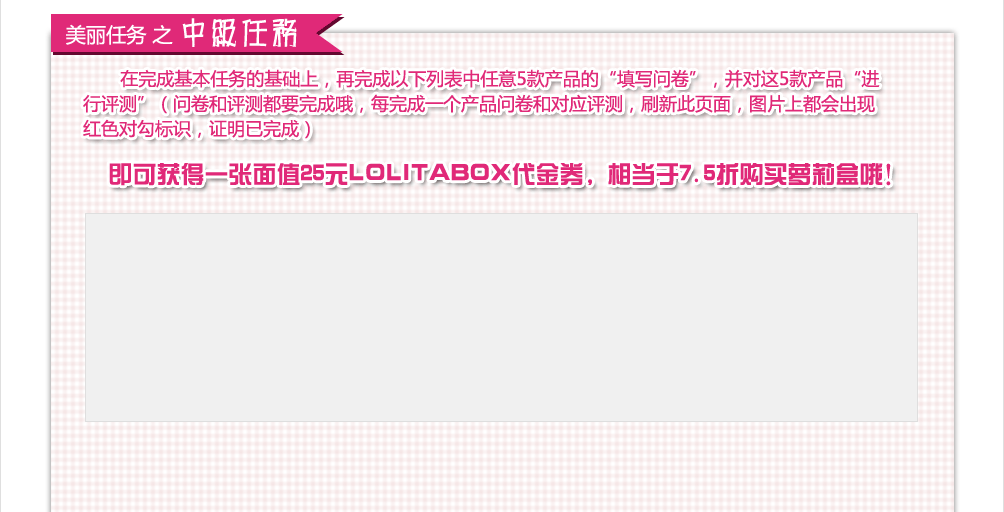 美丽任务 之 中級任務
在完成基本任务的基础上，再完成以下列表中任意5款产品的“填写问卷”，并对这5款产品“进
行评测”（问卷和评测都要完成哦，每完成一个产品问卷和对应评测，刷新此页面，图片上都会出现
红色对勾标识，证明已完成）
即可获得一张面值25元LOLITABOX代金券，相当于7.5折购买萝莉盒哦！